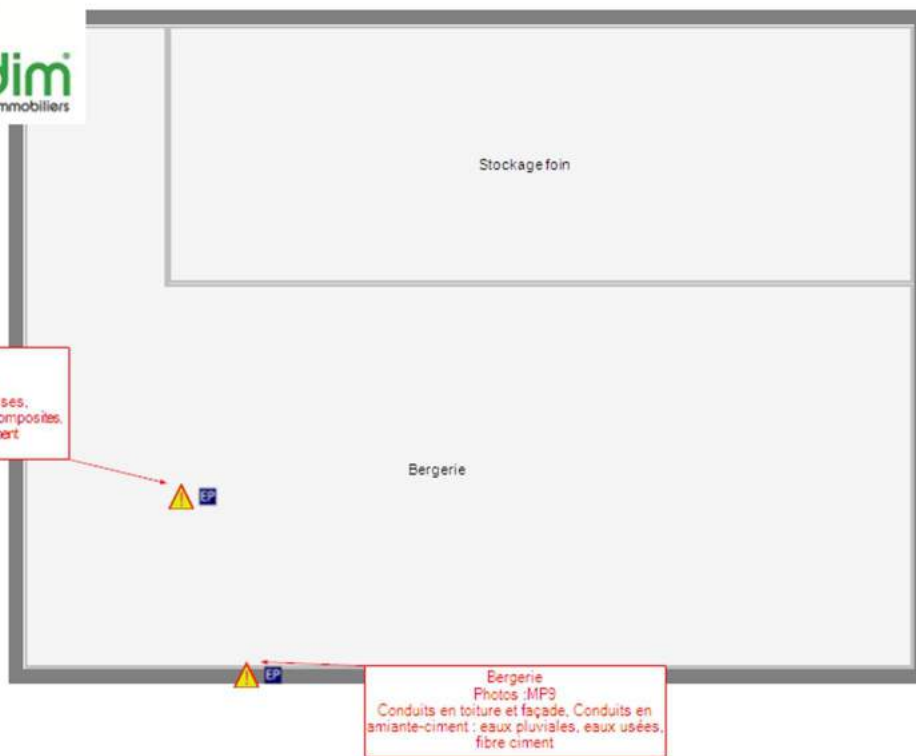 dim
mmobiliers
Stockage foin
ses,
omposites,
ent
Bergerie
EP
EP
Bergerie
Photos :MP9
Conduits en toiture et façade, Conduits en
amiante-ciment : eaux pluviales, eaux usées,
fibre ciment